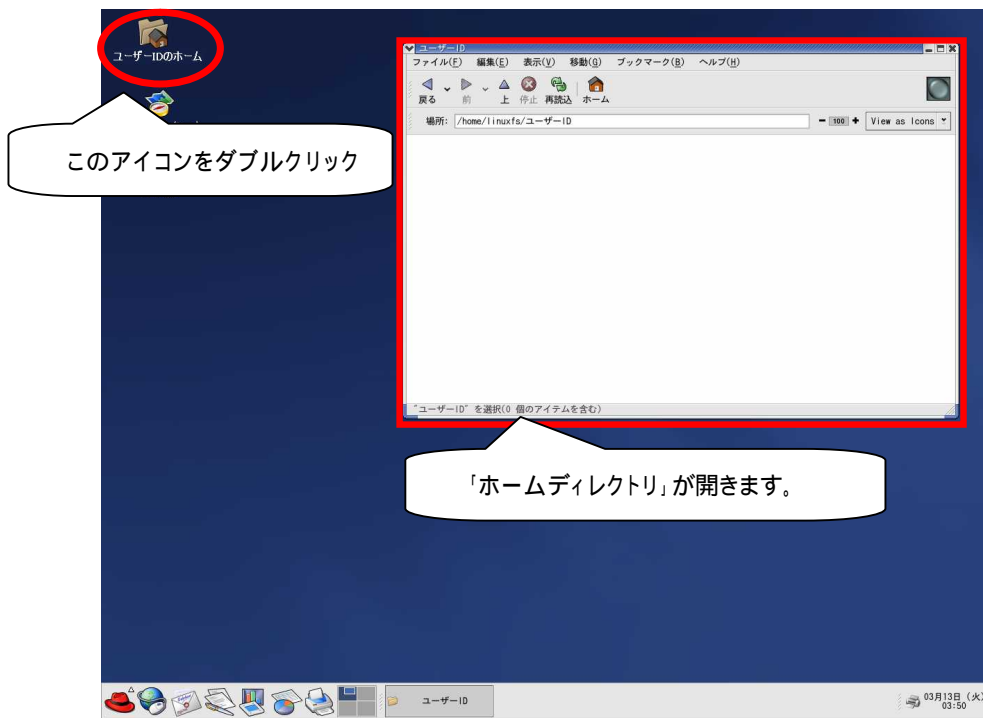 ユーザーIDのホーム
このアイコンをダブルクリック
ユーザーID
ファイル(F) 編集(E) 表示(V) 移動(G) ブックマーク(B) ヘルプ(H)
戻る 前 上 停止 再読込 ホーム
場所: /home/linuxfs/ユーザーID
100 View as Icons
"ユーザーID" を選択(0 個のアイテムを含む)
「ホームディレクトリ」が開きます。
ユーザーID
03月13日 (火)
03:50